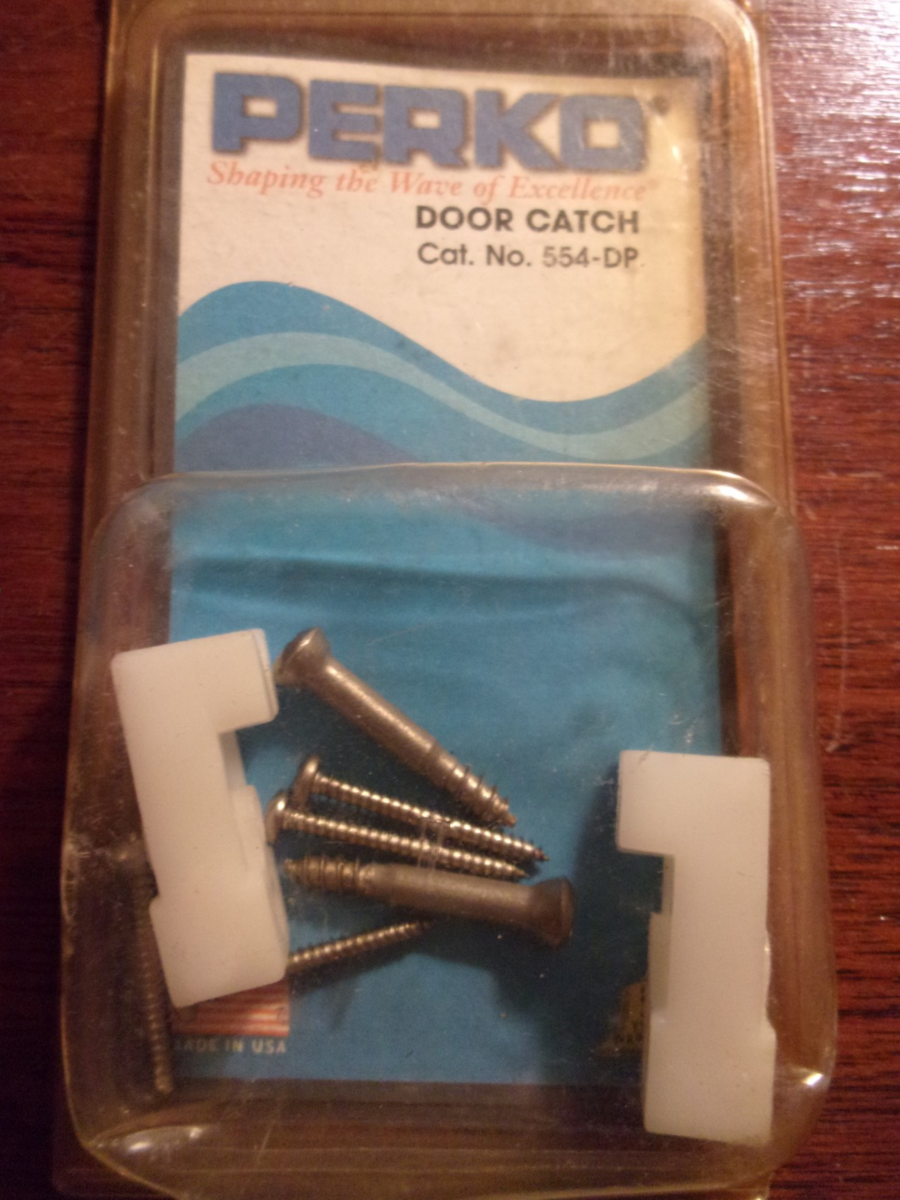 PERKO®
Shaping the Wave of Excellence
DOOR CATCH
Cat. No. 554-DP
MADE IN USA